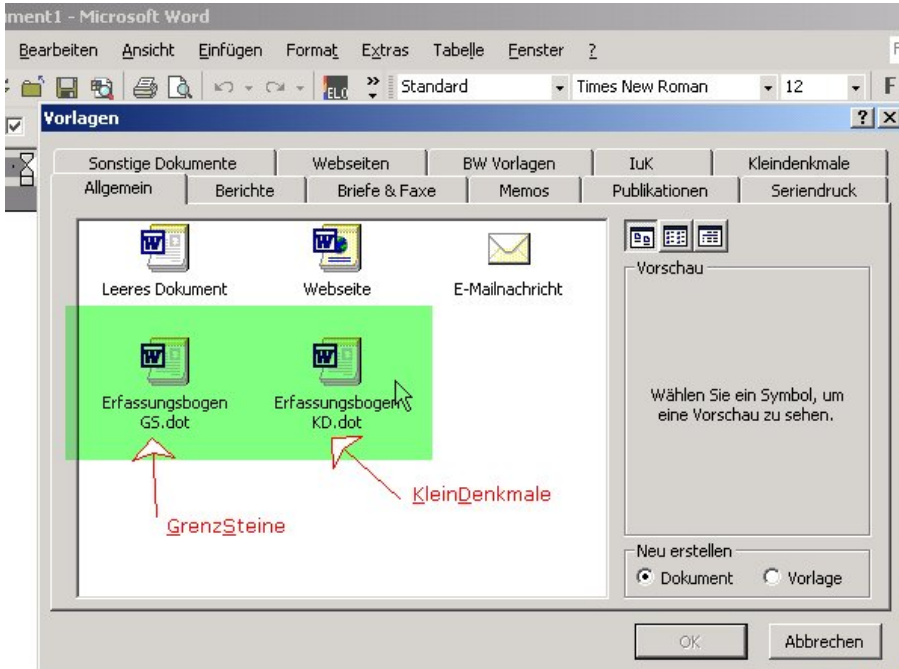 ment1 - Microsoft Word
Bearbeiten Ansicht Einfügen Format Extras Tabelle Fenster ?
ELO Standard Times New Roman 12 F
Vorlagen
Sonstige Dokumente Webseiten BW Vorlagen IuK Kleindenkmale
Allgemein Berichte Briefe & Faxe Memos Publikationen Seriendruck
Leeres Dokument Webseite E-Mailnachricht
Vorschau
Erfassungsbogen GS.dot
Erfassungsbogen KD.dot
Wählen Sie ein Symbol, um
eine Vorschau zu sehen.
KleinDenkmale
GrenzSteine
Neu erstellen
Dokument Vorlage
OK Abbrechen